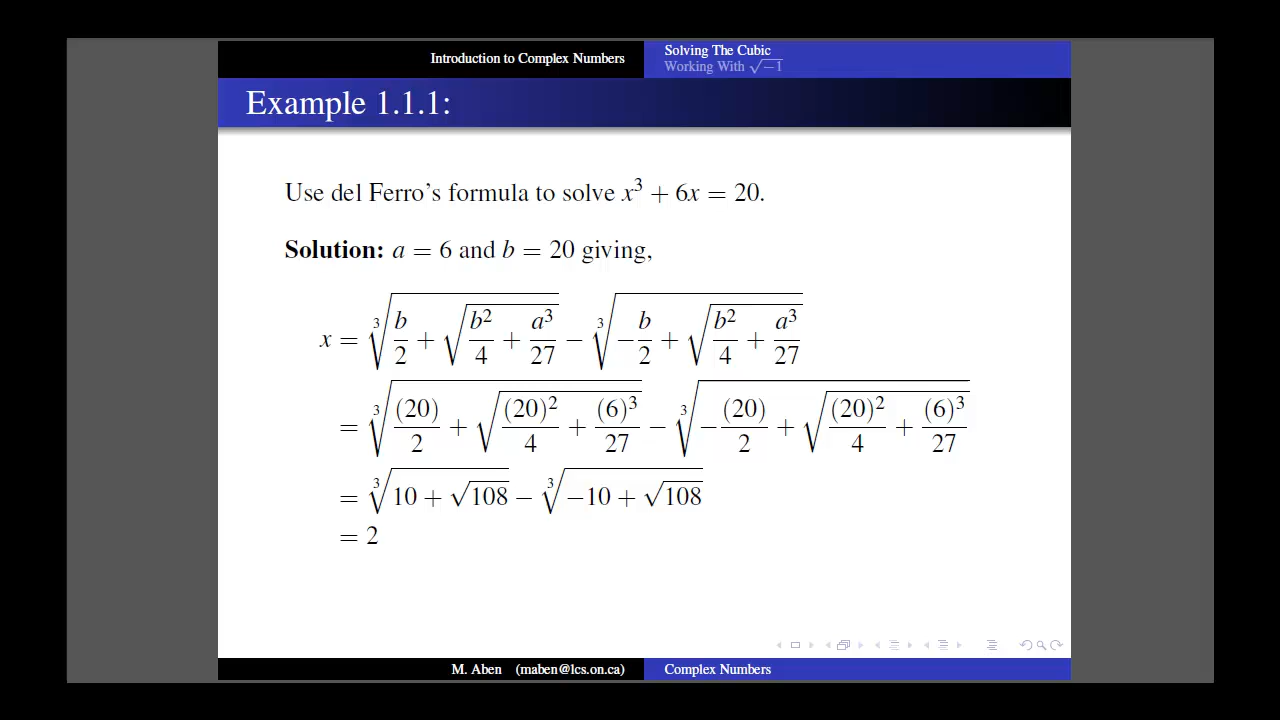 Introduction to Complex Numbers
Solving The Cubic
Working With √−1
Example 1.1.1:
Use del Ferro's formula to solve x³ + 6x = 20.
Solution: a = 6 and b = 20 giving,
x = ∛(b/2 + √(b²/4 + a³/27)) − ∛(−b/2 + √(b²/4 + a³/27))
= ∛((20)/2 + √((20)²/4 + (6)³/27)) − ∛(−(20)/2 + √((20)²/4 + (6)³/27))
= ∛(10 + √108) − ∛(−10 + √108)
= 2
M. Aben (maben@lcs.on.ca)
Complex Numbers